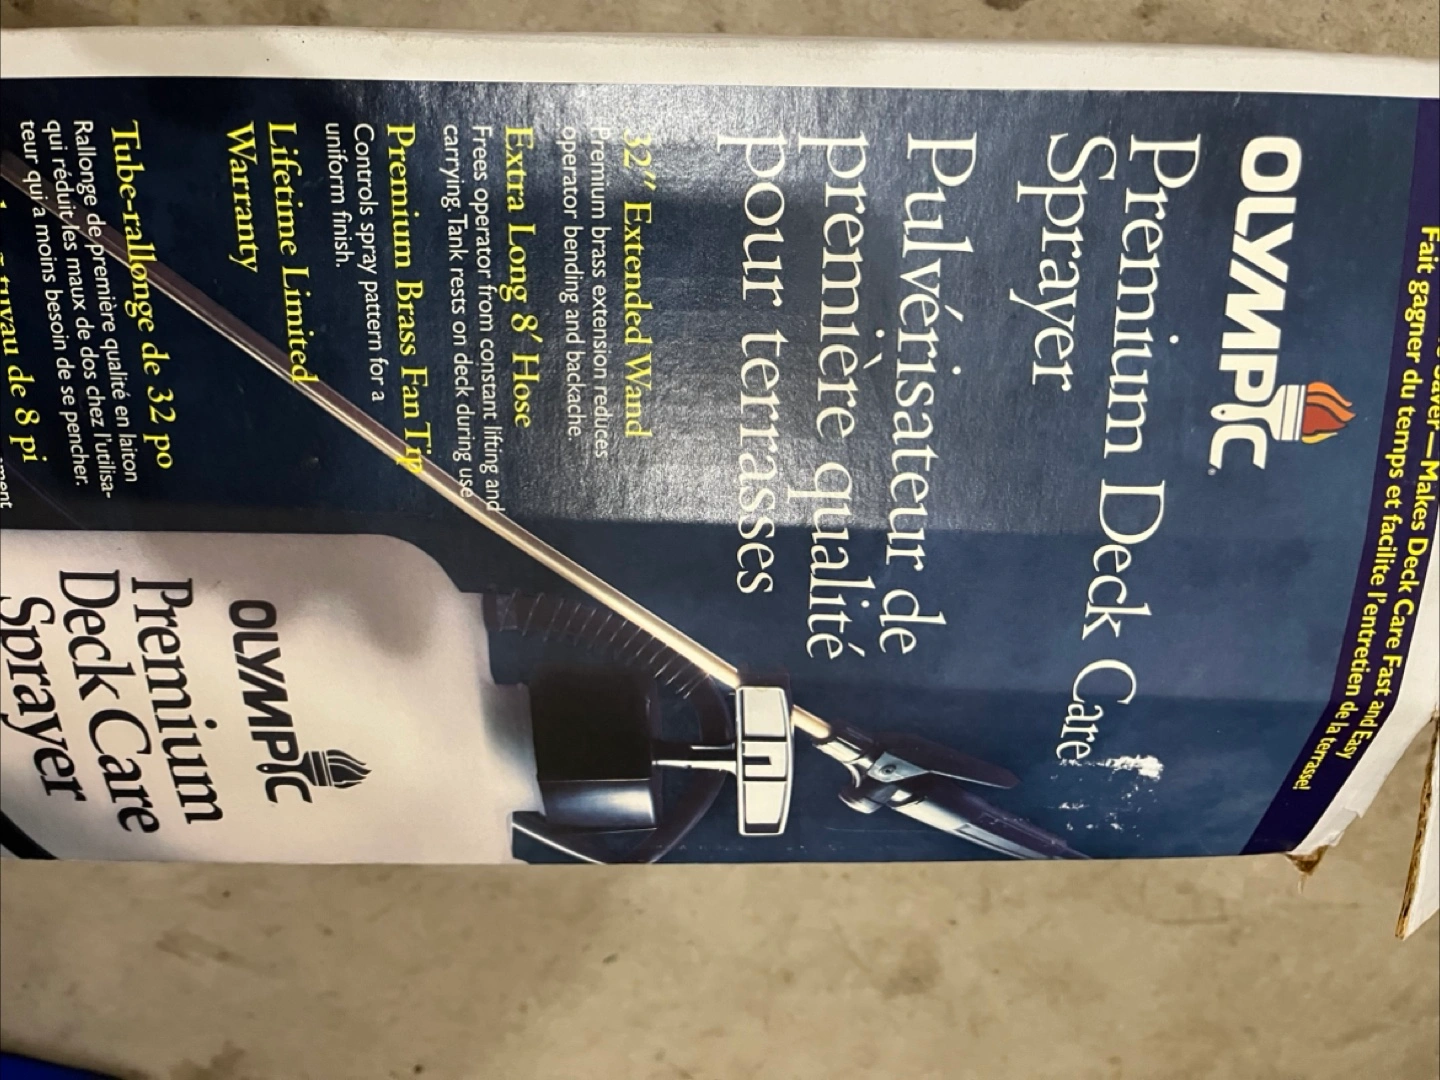 Saver—Makes Deck Care Fast and Easy
Fait gagner du temps et facilite l'entretien de la terrasse!
OLYMPIC
Premium Deck Care
Sprayer
Pulvérisateur de
première qualité
pour terrasses
32" Extended Wand
Premium brass extension reduces
operator bending and backache.
Extra Long 8' Hose
Frees operator from constant lifting and
carrying. Tank rests on deck during use.
Premium Brass Fan Tip
Controls spray pattern for a
uniform finish.
Lifetime Limited
Warranty
Tube-rallonge de 32 po
Rallonge de première qualité en laiton
qui réduit les maux de dos chez l'utilisa-
teur qui a moins besoin de se pencher.
tuyau de 8 pi
OLYMPIC
Premium
Deck Care
Sprayer